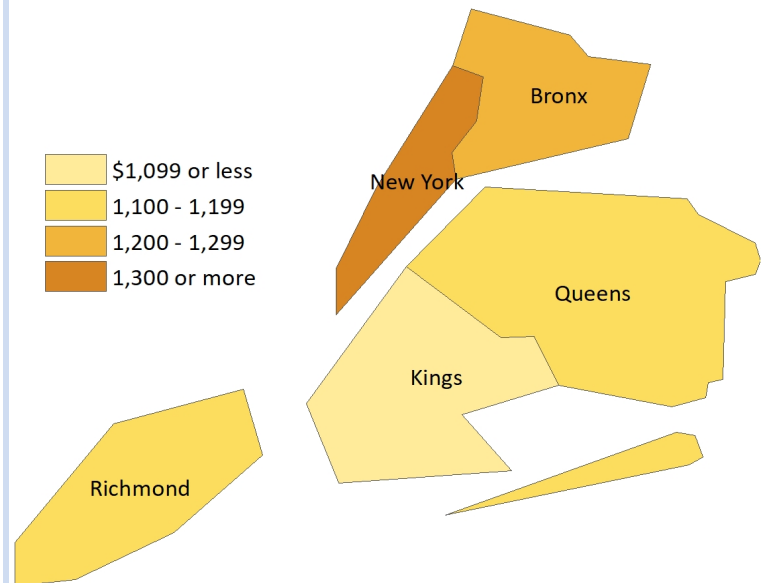 Bronx
$1,099 or less
New York
1,100 - 1,199
1,200 - 1,299
1,300 or more
Queens
Kings
Richmond